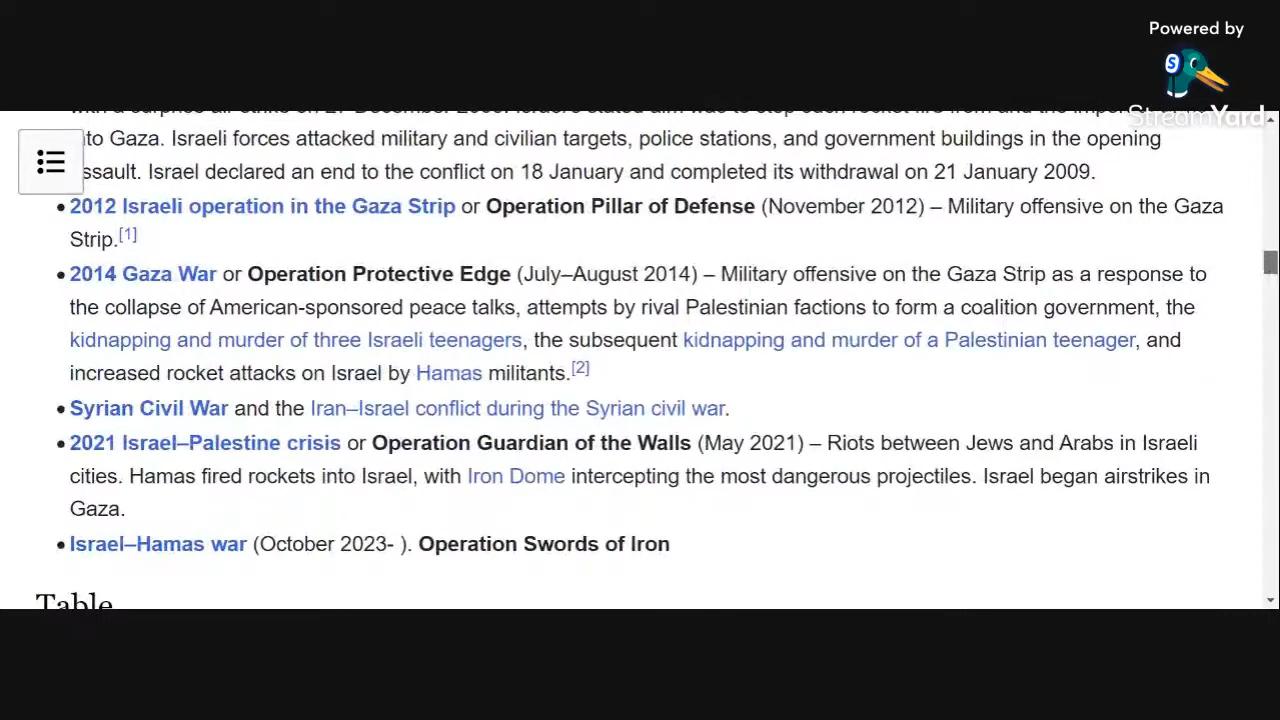 Powered by
S
StreamYard
into Gaza. Israeli forces attacked military and civilian targets, police stations, and government buildings in the opening
assault. Israel declared an end to the conflict on 18 January and completed its withdrawal on 21 January 2009.
• 2012 Israeli operation in the Gaza Strip or Operation Pillar of Defense (November 2012) – Military offensive on the Gaza
Strip.[1]
• 2014 Gaza War or Operation Protective Edge (July–August 2014) – Military offensive on the Gaza Strip as a response to
the collapse of American-sponsored peace talks, attempts by rival Palestinian factions to form a coalition government, the
kidnapping and murder of three Israeli teenagers, the subsequent kidnapping and murder of a Palestinian teenager, and
increased rocket attacks on Israel by Hamas militants.[2]
• Syrian Civil War and the Iran–Israel conflict during the Syrian civil war.
• 2021 Israel–Palestine crisis or Operation Guardian of the Walls (May 2021) – Riots between Jews and Arabs in Israeli
cities. Hamas fired rockets into Israel, with Iron Dome intercepting the most dangerous projectiles. Israel began airstrikes in
Gaza.
• Israel–Hamas war (October 2023- ). Operation Swords of Iron
Table